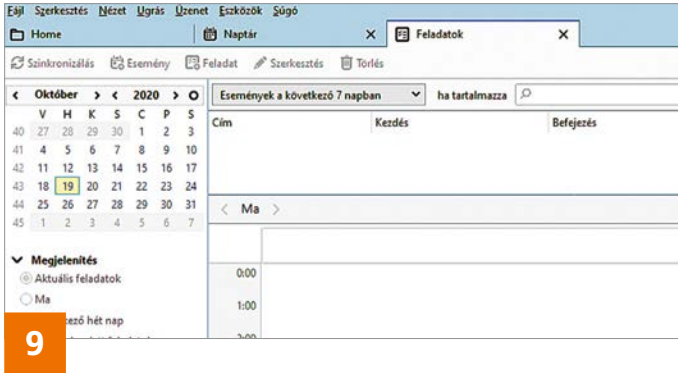 Fájl Szerkesztés Nézet Ugrás Üzenet Eszközök Súgó
Home Naptár Feladatok
Szinkronizálás Esemény Feladat Szerkesztés Törlés
Október 2020
Események a következő 7 napban ha tartalmazza
V H K S C P S
40 27 28 29 30 1 2 3
41 4 5 6 7 8 9 10
42 11 12 13 14 15 16 17
43 18 19 20 21 22 23 24
44 25 26 27 28 29 30 31
45 1 2 3 4 5 6 7
Cím Kezdés Befejezés
Ma
Megjelenítés
Aktuális feladatok
Ma
hét nap
0:00
1:00
9